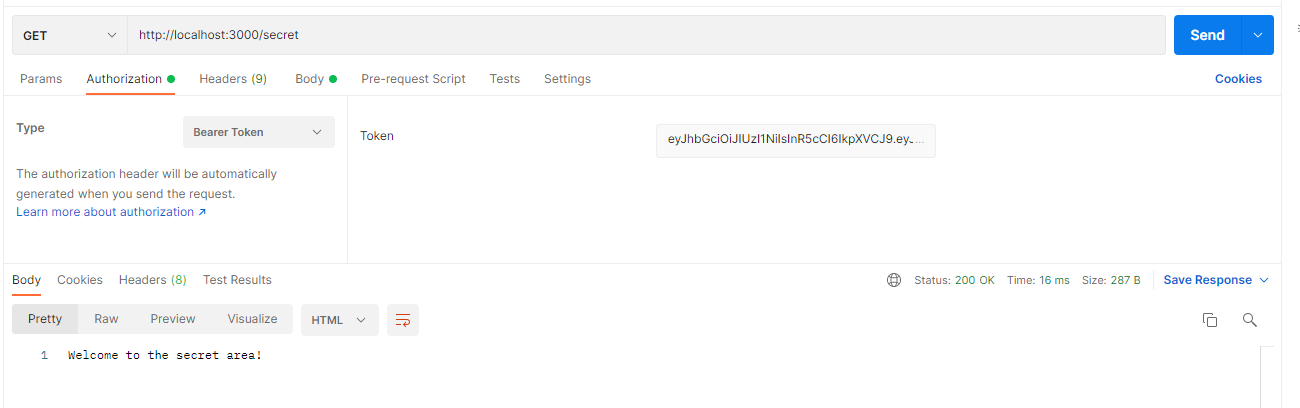 GET http://localhost:3000/secret Send
Params Authorization Headers (9) Body Pre-request Script Tests Settings Cookies
Type Bearer Token Token eyJhbGciOiJIUzI1NiIsInR5cCI6IkpXVCJ9.eyJ...
The authorization header will be automatically
generated when you send the request.
Learn more about authorization ↗
Body Cookies Headers (8) Test Results Status: 200 OK Time: 16 ms Size: 287 B Save Response
Pretty Raw Preview Visualize HTML
1 Welcome to the secret area!